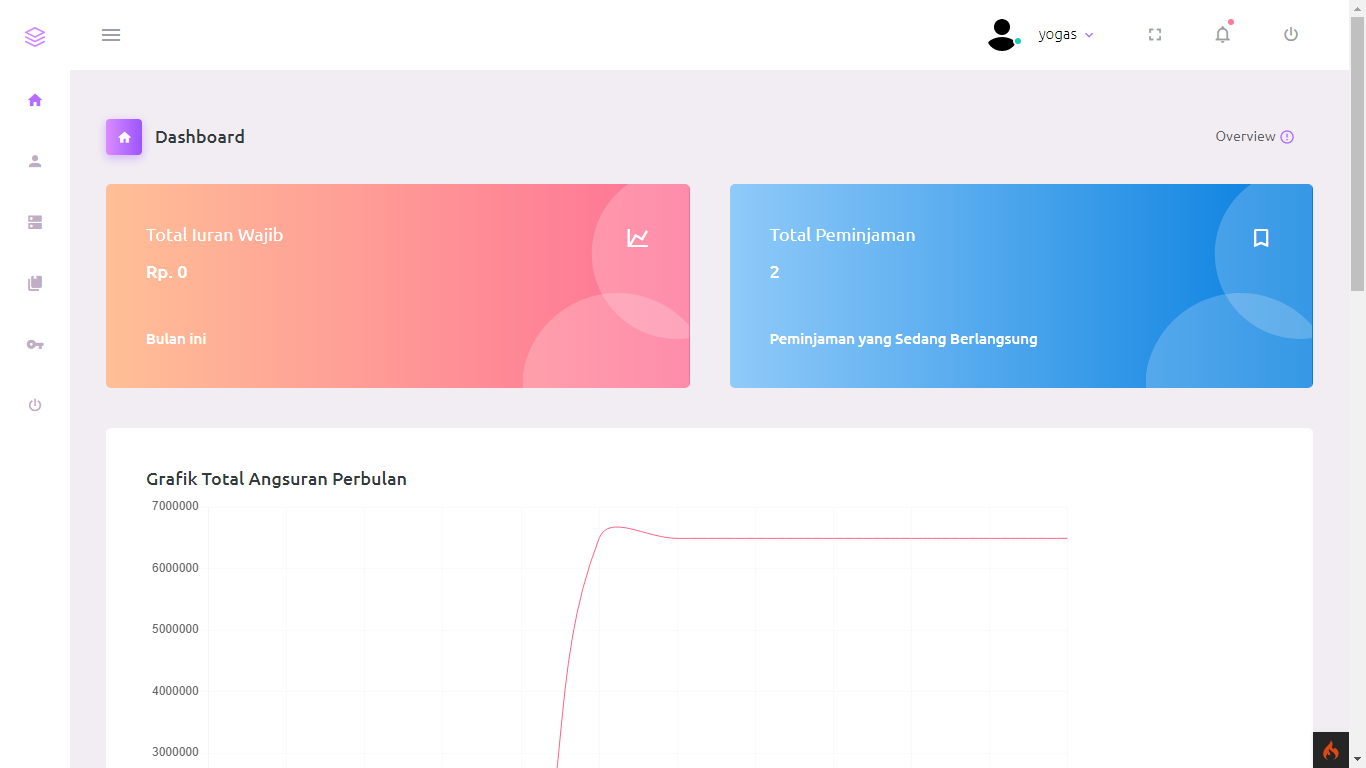 yogas
Dashboard
Overview
Total Iuran Wajib
Rp. 0
Bulan ini
Total Peminjaman
2
Peminjaman yang Sedang Berlangsung
Grafik Total Angsuran Perbulan
7000000
6000000
5000000
4000000
3000000